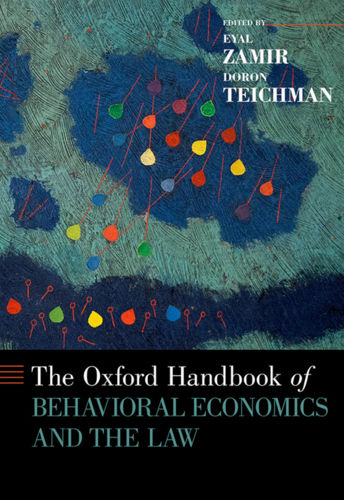 EDITED BY
EYAL
ZAMIR
DORON
TEICHMAN
The Oxford Handbook of
BEHAVIORAL ECONOMICS
AND THE LAW